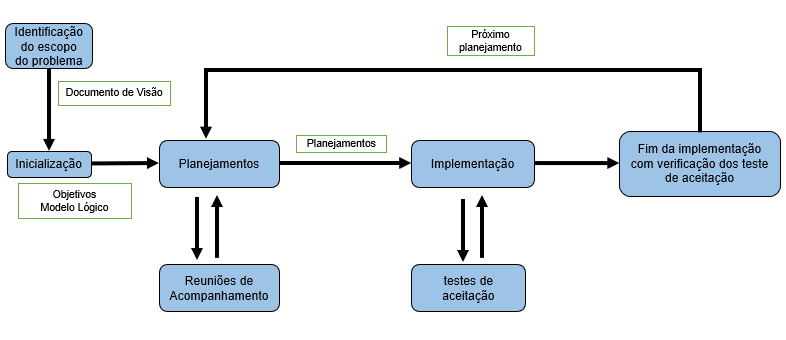 Identificação
do escopo
do problema
Próximo
planejamento
Documento de Visão
Inicialização
Planejamentos
Planejamentos
Implementação
Fim da implementação
com verificação dos teste
de aceitação
Objetivos
Modelo Lógico
Reuniões de
Acompanhamento
testes de
aceitação